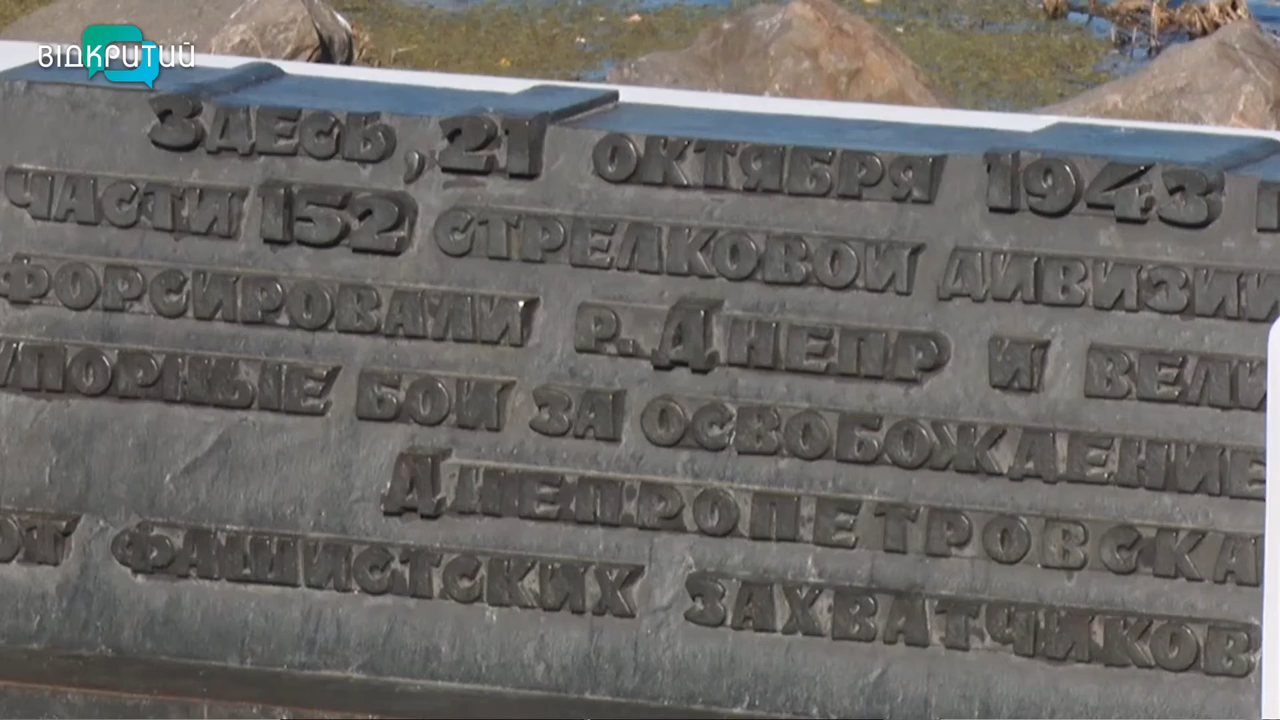 ВІДКРИТИЙ
Здесь, 21 октября 1943 г
части 152 стрелковой дивизии
форсировали р. Днепр и вели
упорные бои за освобождение
Днепропетровска
от фашистских захватчиков